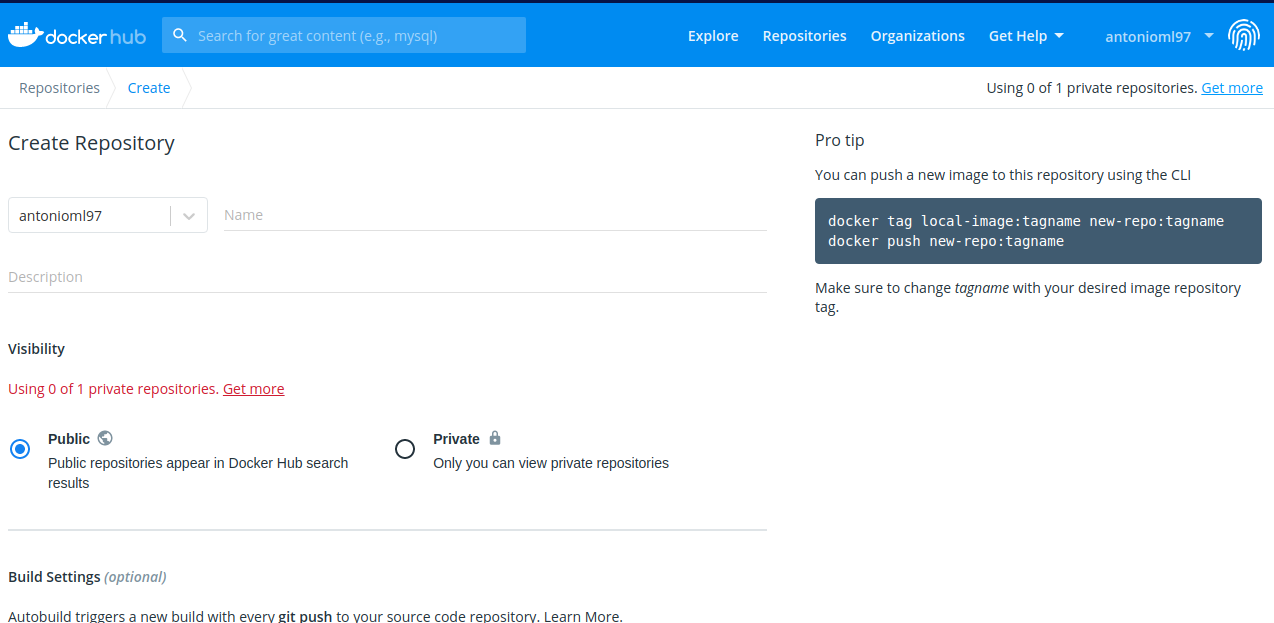 docker hub
Search for great content (e.g., mysql)
Explore
Repositories
Organizations
Get Help
antonioml97
Repositories
Create
Using 0 of 1 private repositories. Get more
Create Repository
antonioml97
Name
Description
Visibility
Using 0 of 1 private repositories. Get more
Public
Public repositories appear in Docker Hub search
results
Private
Only you can view private repositories
Build Settings (optional)
Autobuild triggers a new build with every git push to your source code repository. Learn More.
Pro tip
You can push a new image to this repository using the CLI
docker tag local-image:tagname new-repo:tagname
docker push new-repo:tagname
Make sure to change tagname with your desired image repository
tag.